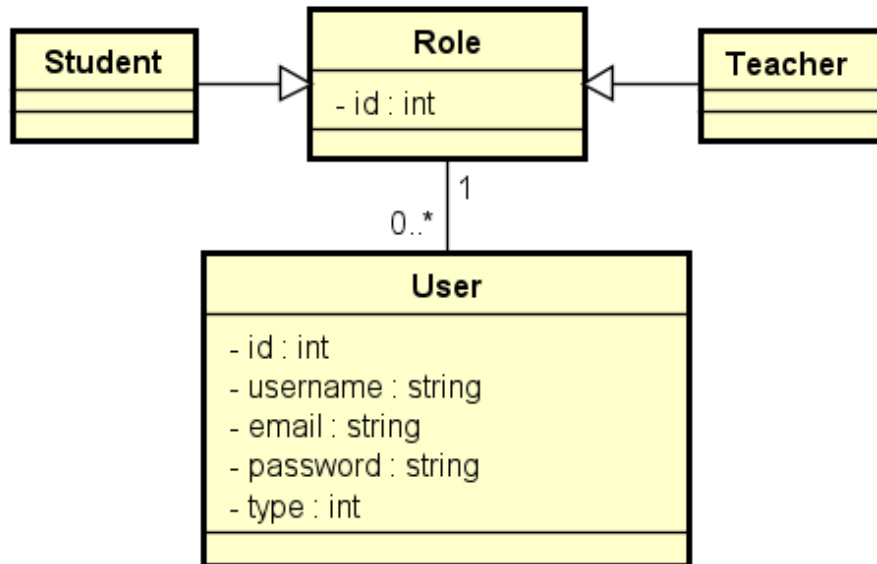 Student
Role
- id : int
Teacher
1
0..*
User
- id : int
- username : string
- email : string
- password : string
- type : int